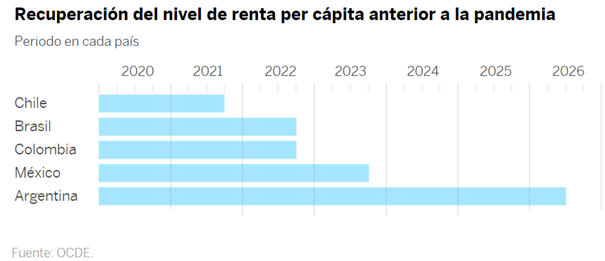 Recuperación del nivel de renta per cápita anterior a la pandemia
Periodo en cada país
2020 2021 2022 2023 2024 2025 2026
Chile
Brasil
Colombia
México
Argentina
Fuente: OCDE.